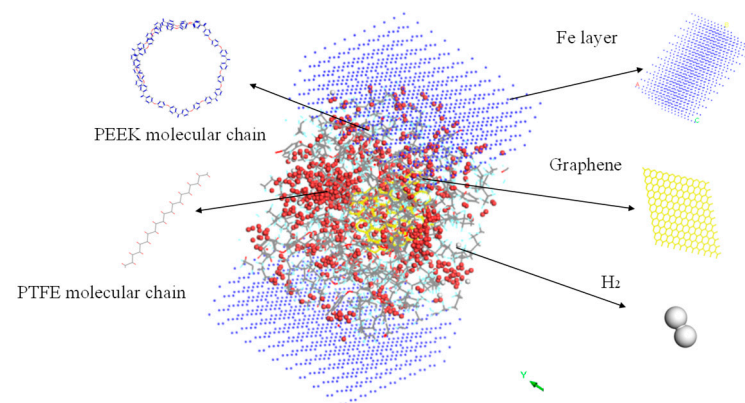 Fe layer
PEEK molecular chain
Graphene
PTFE molecular chain
H₂
Y